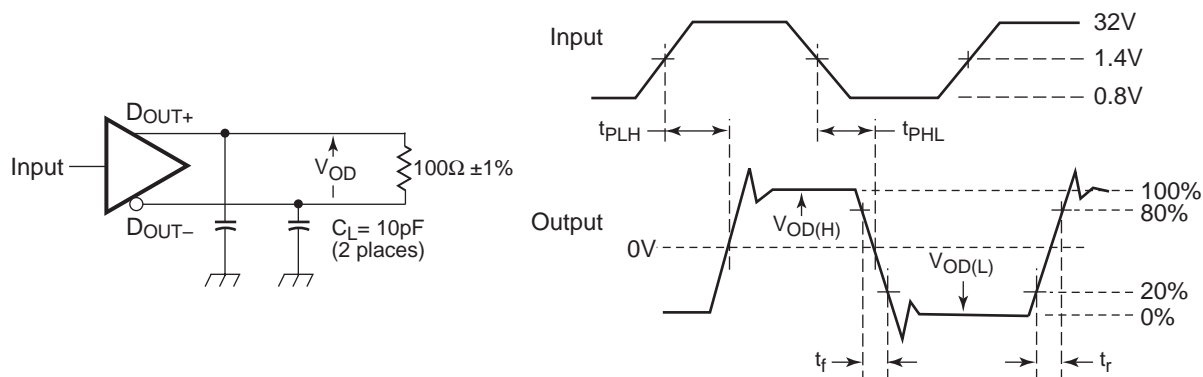 DOUT+
Input
VOD
100Ω ±1%
DOUT–
CL= 10pF
(2 places)
Input
32V
1.4V
0.8V
tPLH
tPHL
Output
100%
80%
VOD(H)
0V
VOD(L)
20%
0%
tf
tr